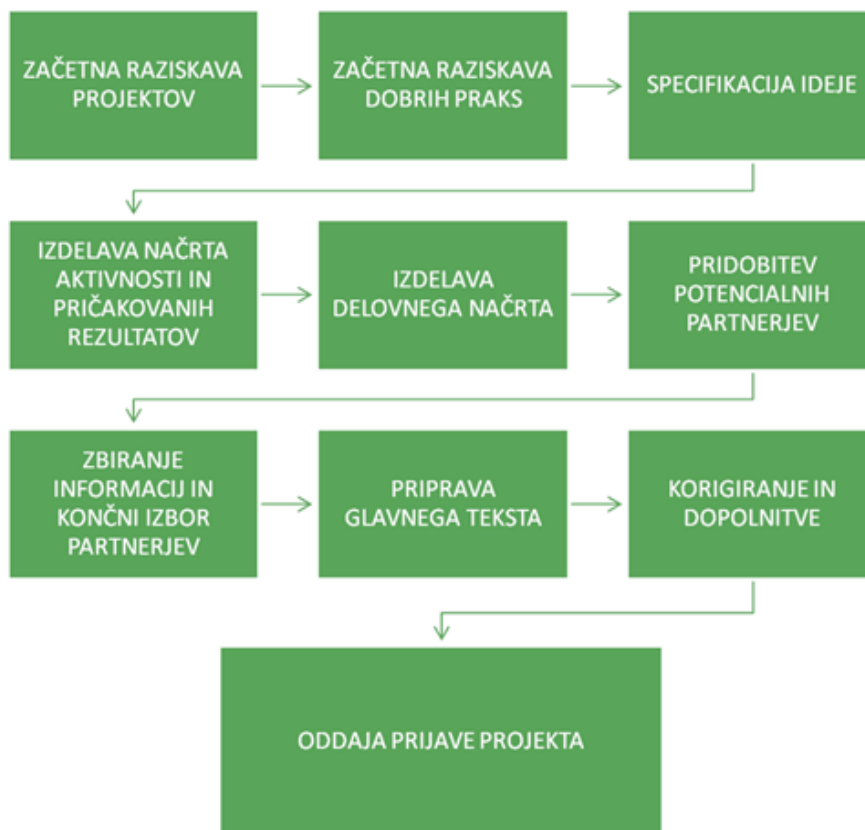 ZAČETNA RAZISKAVA
PROJEKTOV
ZAČETNA RAZISKAVA
DOBRIH PRAKS
SPECIFIKACIJA IDEJE
IZDELAVA NAČRTA
AKTIVNOSTI IN
PRIČAKOVANIH
REZULTATOV
IZDELAVA
DELOVNEGA NAČRTA
PRIDOBITEV
POTENCIALNIH
PARTNERJEV
ZBIRANJE
INFORMACIJ IN
KONČNI IZBOR
PARTNERJEV
PRIPRAVA
GLAVNEGA TEKSTA
KORIGIRANJE IN
DOPOLNITVE
ODDAJA PRIJAVE PROJEKTA